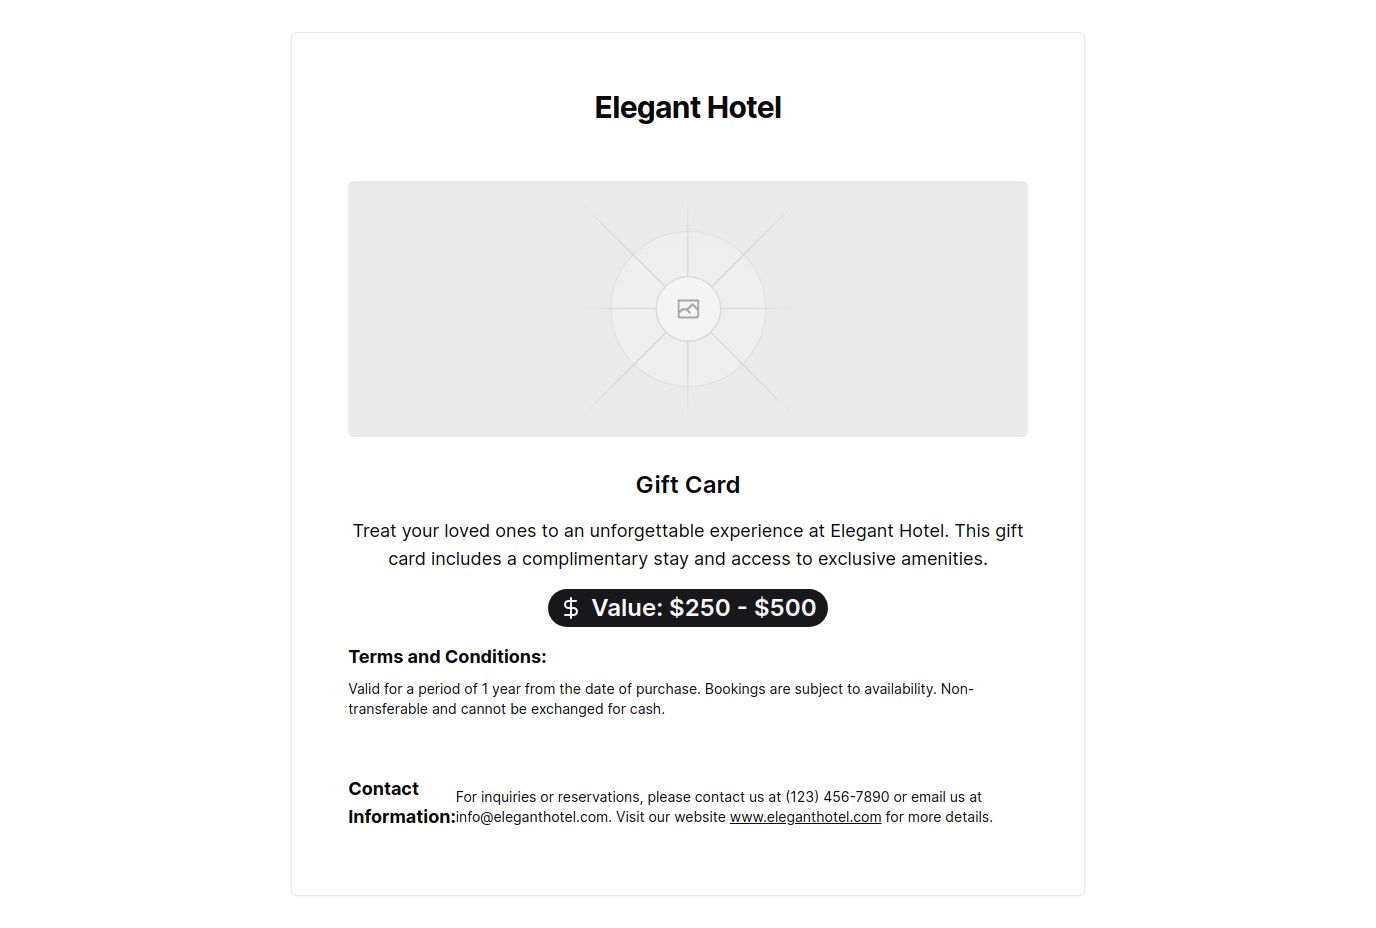 Elegant Hotel
Gift Card
Treat your loved ones to an unforgettable experience at Elegant Hotel. This gift
card includes a complimentary stay and access to exclusive amenities.
$ Value: $250 - $500
Terms and Conditions:
Valid for a period of 1 year from the date of purchase. Bookings are subject to availability. Non-
transferable and cannot be exchanged for cash.
Contact
Information:
For inquiries or reservations, please contact us at (123) 456-7890 or email us at
info@eleganthotel.com. Visit our website www.eleganthotel.com for more details.